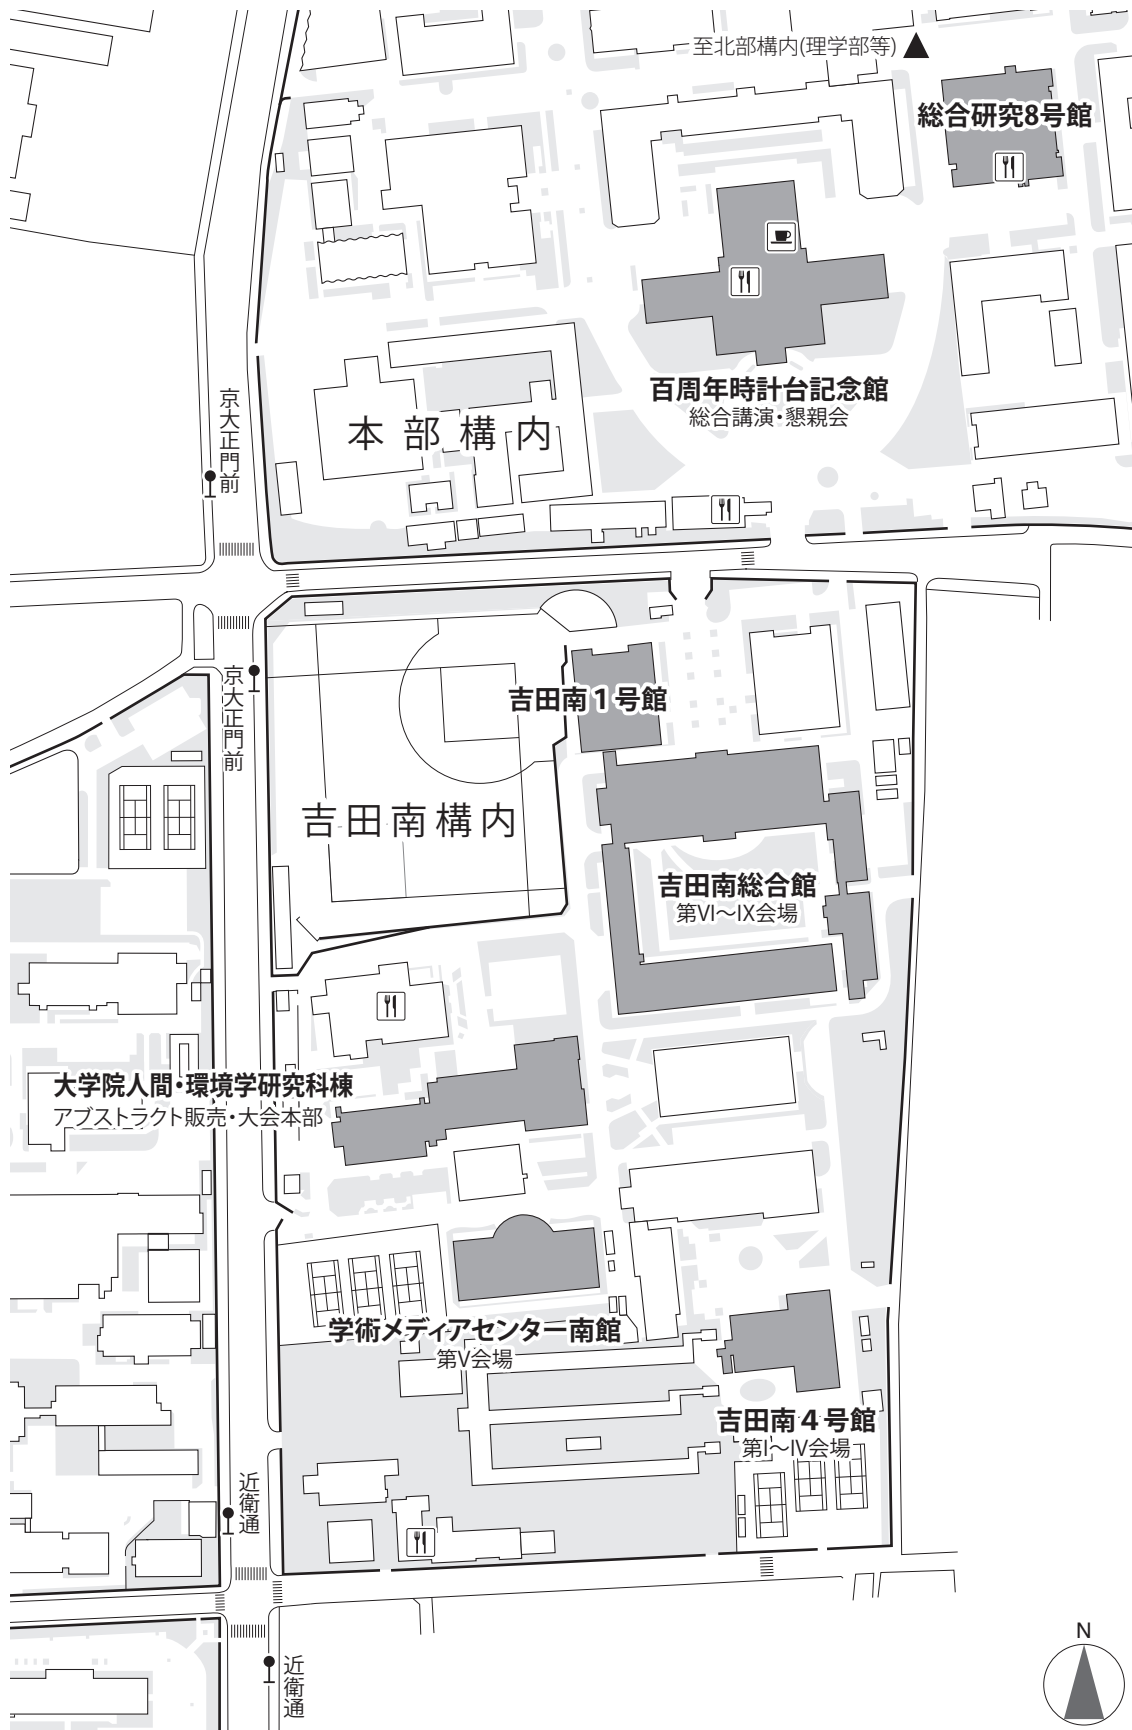 至北部構内(理学部等)
総合研究8号館
百周年時計台記念館
総合講演・懇親会
京大正門前
本部構内
京大正門前
吉田南1号館
吉田南構内
吉田南総合館
第VI〜IX会場
大学院人間・環境学研究科棟
アブストラクト販売・大会本部
学術メディアセンター南館
第V会場
吉田南4号館
第I〜IV会場
近衛通
近衛通
N